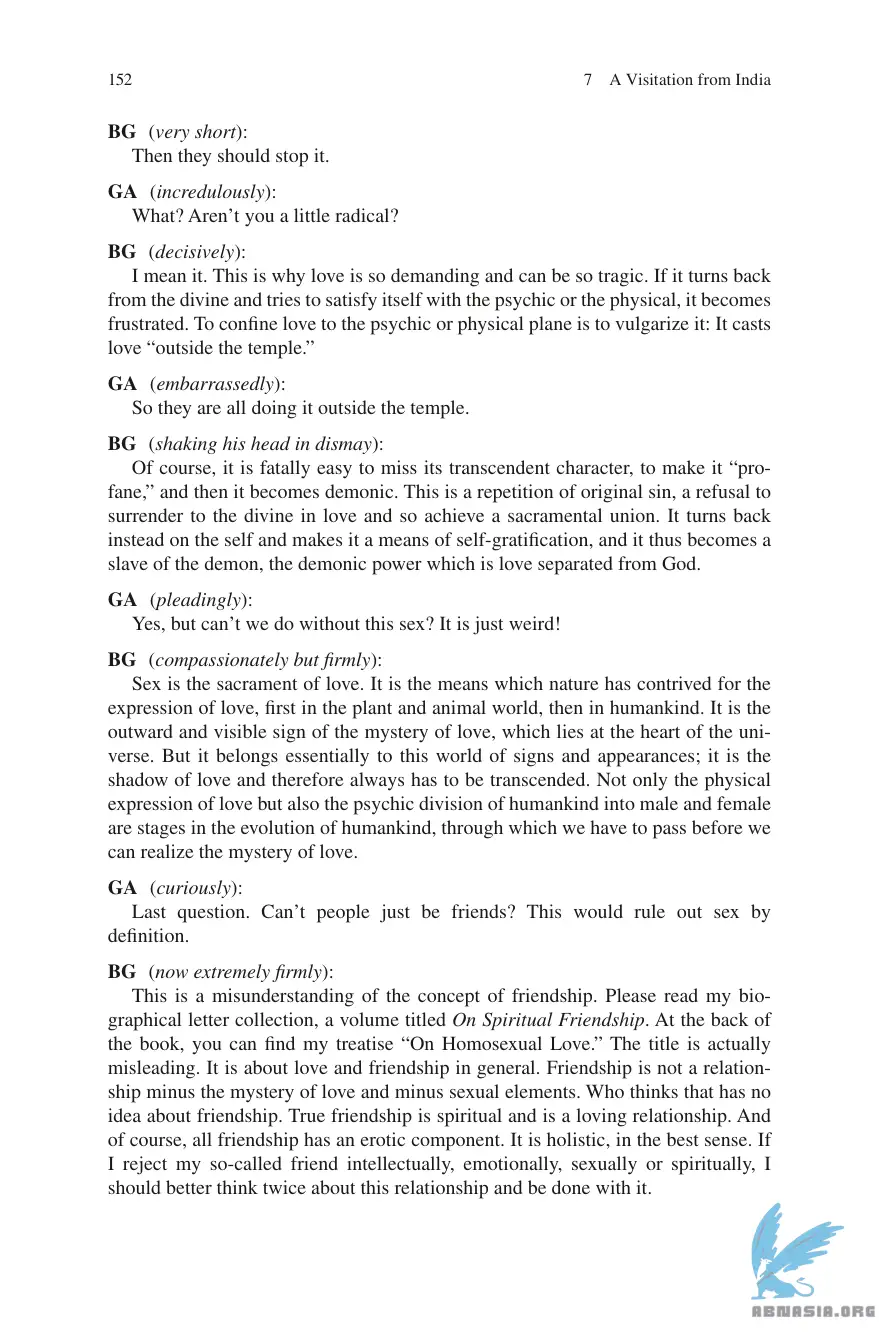 152 7 A Visitation from India
BG (very short):
Then they should stop it.
GA (incredulously):
What? Aren’t you a little radical?
BG (decisively):
I mean it. This is why love is so demanding and can be so tragic. If it turns back
from the divine and tries to satisfy itself with the psychic or the physical, it becomes
frustrated. To confine love to the psychic or physical plane is to vulgarize it: It casts
love “outside the temple.”
GA (embarrassedly):
So they are all doing it outside the temple.
BG (shaking his head in dismay):
Of course, it is fatally easy to miss its transcendent character, to make it “pro-
fane,” and then it becomes demonic. This is a repetition of original sin, a refusal to
surrender to the divine in love and so achieve a sacramental union. It turns back
instead on the self and makes it a means of self-gratification, and it thus becomes a
slave of the demon, the demonic power which is love separated from God.
GA (pleadingly):
Yes, but can’t we do without this sex? It is just weird!
BG (compassionately but firmly):
Sex is the sacrament of love. It is the means which nature has contrived for the
expression of love, first in the plant and animal world, then in humankind. It is the
outward and visible sign of the mystery of love, which lies at the heart of the uni-
verse. But it belongs essentially to this world of signs and appearances; it is the
shadow of love and therefore always has to be transcended. Not only the physical
expression of love but also the psychic division of humankind into male and female
are stages in the evolution of humankind, through which we have to pass before we
can realize the mystery of love.
GA (curiously):
Last question. Can’t people just be friends? This would rule out sex by
definition.
BG (now extremely firmly):
This is a misunderstanding of the concept of friendship. Please read my bio-
graphical letter collection, a volume titled On Spiritual Friendship. At the back of
the book, you can find my treatise “On Homosexual Love.” The title is actually
misleading. It is about love and friendship in general. Friendship is not a relation-
ship minus the mystery of love and minus sexual elements. Who thinks that has no
idea about friendship. True friendship is spiritual and is a loving relationship. And
of course, all friendship has an erotic component. It is holistic, in the best sense. If
I reject my so-called friend intellectually, emotionally, sexually or spiritually, I
should better think twice about this relationship and be done with it.
ABNASIA.ORG